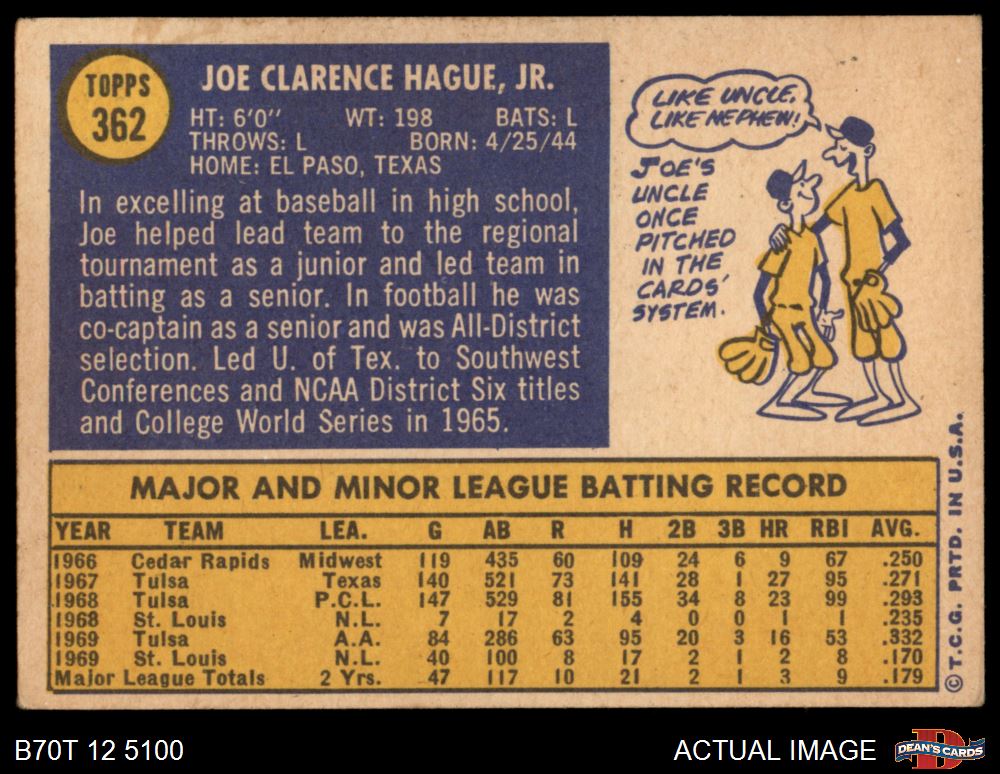 TOPPS
362
JOE CLARENCE HAGUE, JR.
HT: 6'0" WT: 198 BATS: L
THROWS: L BORN: 4/25/44
HOME: EL PASO, TEXAS
In excelling at baseball in high school,
Joe helped lead team to the regional
tournament as a junior and led team in
batting as a senior. In football he was
co-captain as a senior and was All-District
selection. Led U. of Tex. to Southwest
Conferences and NCAA District Six titles
and College World Series in 1965.
LIKE UNCLE,
LIKE NEPHEW!
JOE'S
UNCLE
ONCE
PITCHED
IN THE
CARDS'
SYSTEM.
MAJOR AND MINOR LEAGUE BATTING RECORD
YEAR TEAM LEA. G AB R H 2B 3B HR RBI AVG.
1966 Cedar Rapids Midwest 119 435 60 109 24 6 9 67 .250
1967 Tulsa Texas 140 521 73 141 28 1 27 95 .271
1968 Tulsa P.C.L. 147 529 81 155 34 8 23 99 .293
1968 St. Louis N.L. 7 17 2 4 0 0 1 1 .235
1969 Tulsa A.A. 84 286 63 95 20 3 16 53 .332
1969 St. Louis N.L. 40 100 8 17 2 1 2 8 .170
Major League Totals 2 Yrs. 47 117 10 21 2 1 3 9 .179
© T.C.G. PRTD. IN U.S.A.
B70T 12 5100
ACTUAL IMAGE
DEAN'S CARDS